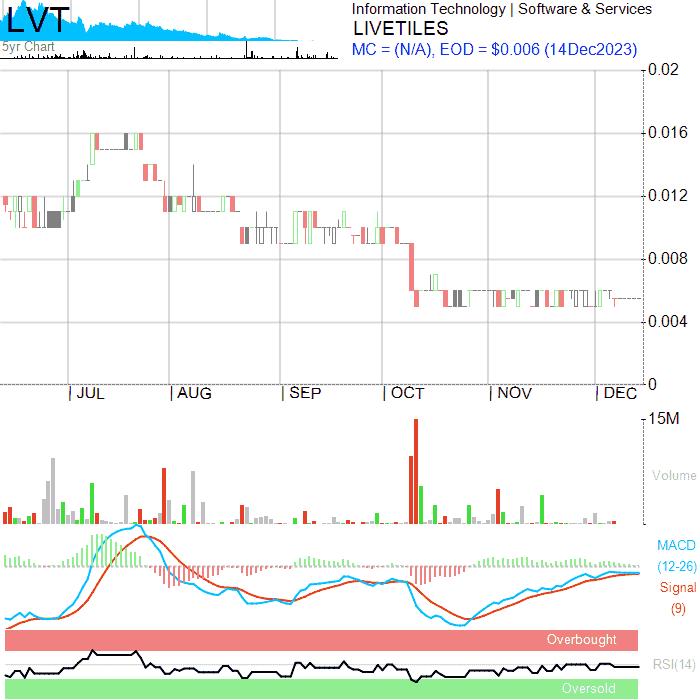 LVT
5yr Chart
Information Technology | Software & Services
LIVETILES
MC = (N/A), EOD = $0.006 (14Dec2023)
0.02
0.016
0.012
0.008
0.004
0
| JUL | AUG | SEP | OCT | NOV | DEC
15M
Volume
MACD
(12-26)
Signal
(9)
Overbought
RSI(14)
Oversold